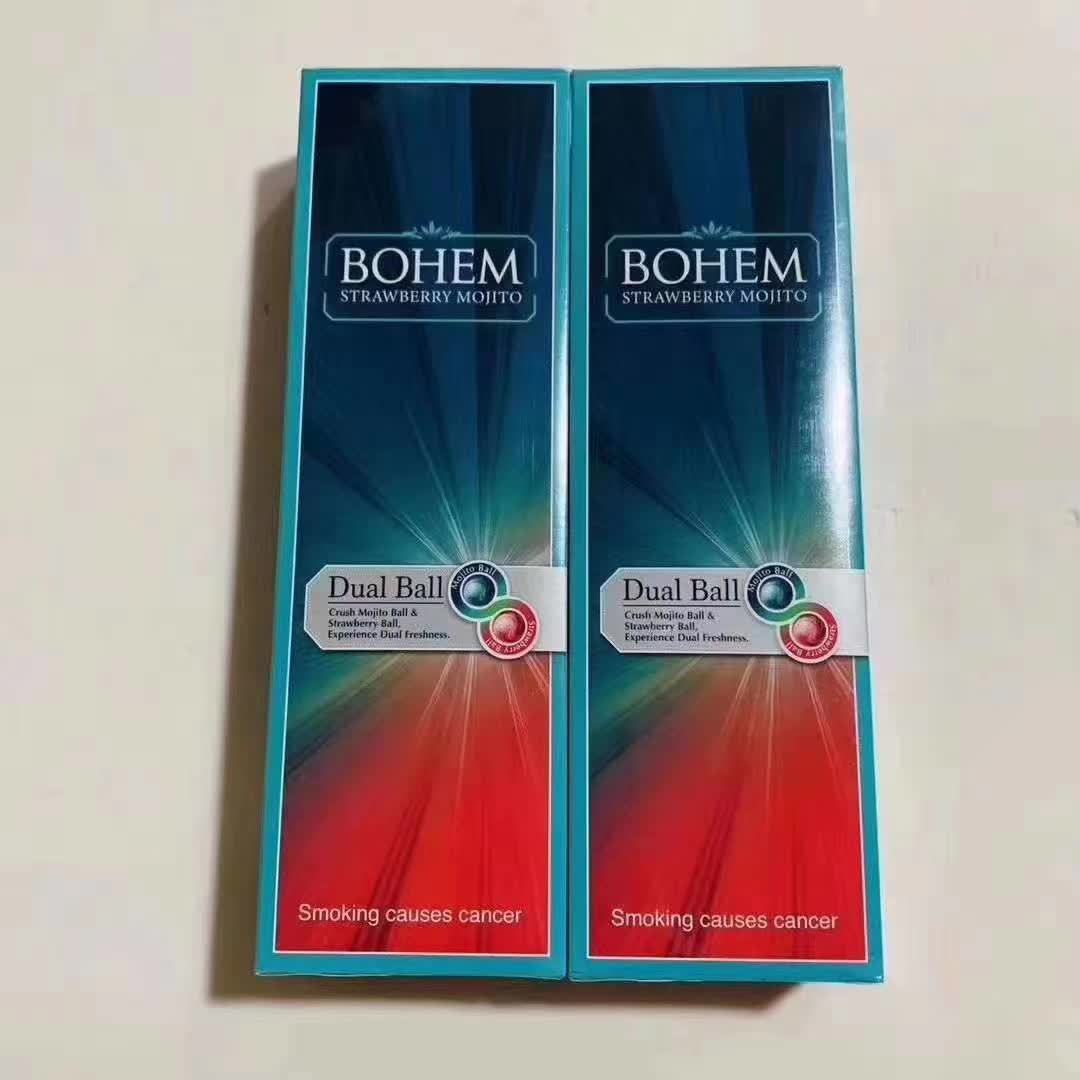 BOHEM
STRAWBERRY MOJITO
Dual Ball
Crush Mojito Ball &
Strawberry Ball,
Experience Dual Freshness.
Mojito Ball
Strawberry Ball
Smoking causes cancer
BOHEM
STRAWBERRY MOJITO
Dual Ball
Crush Mojito Ball &
Strawberry Ball,
Experience Dual Freshness.
Mojito Ball
Strawberry Ball
Smoking causes cancer